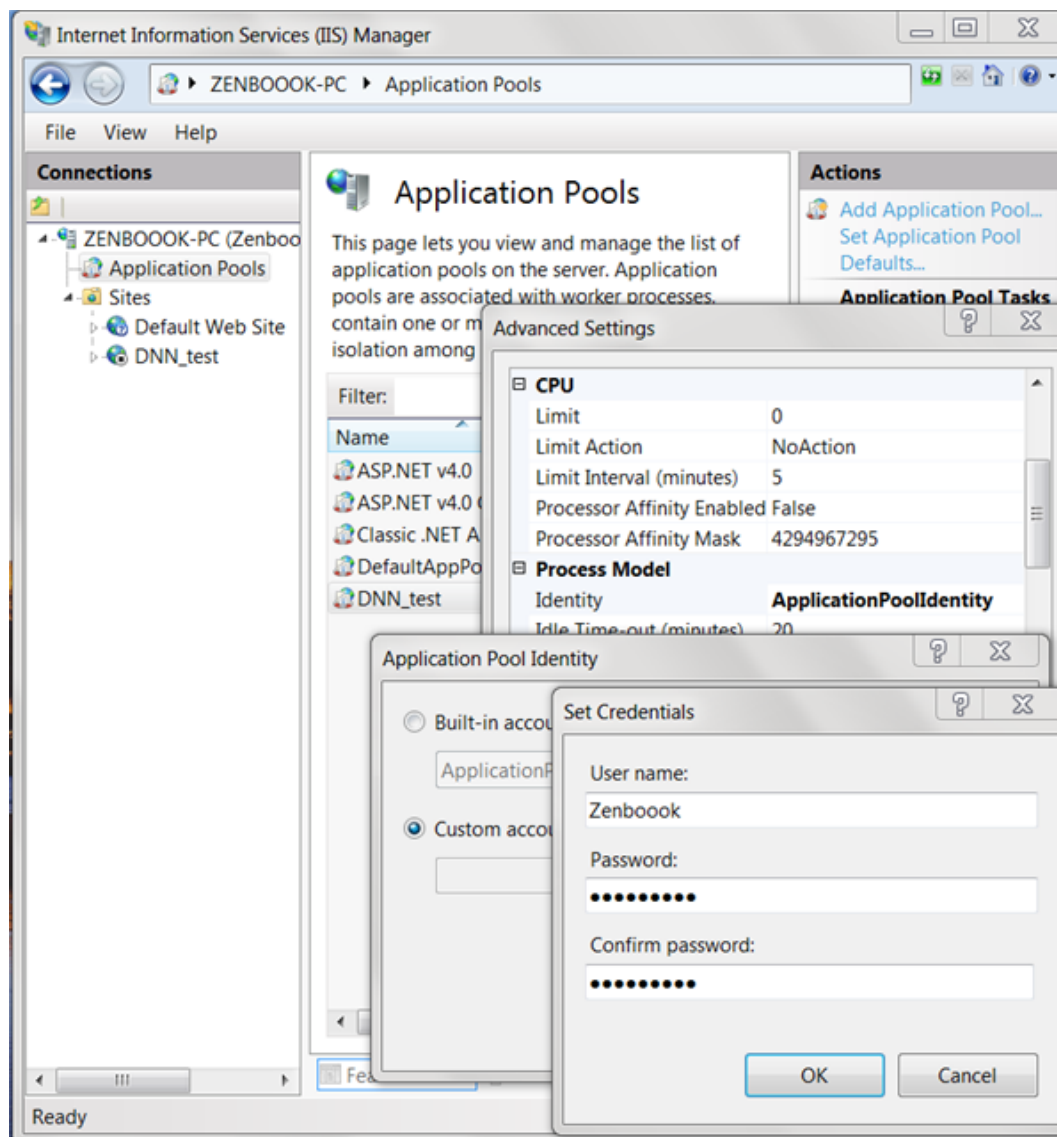 Internet Information Services (IIS) Manager
ZENBOOOK-PC Application Pools
File View Help
Connections
ZENBOOOK-PC (Zenboo
Application Pools
Sites
Default Web Site
DNN_test
Application Pools
This page lets you view and manage the list of
application pools on the server. Application
pools are associated with worker processes,
contain one or m
isolation among
Filter:
Name
ASP.NET v4.0
ASP.NET v4.0
Classic .NET A
DefaultAppPo
DNN_test
Actions
Add Application Pool...
Set Application Pool
Defaults...
Application Pool Tasks
Advanced Settings
CPU
Limit 0
Limit Action NoAction
Limit Interval (minutes) 5
Processor Affinity Enabled False
Processor Affinity Mask 4294967295
Process Model
Identity ApplicationPoolIdentity
Idle Time-out (minutes) 20
Application Pool Identity
Built-in accou
ApplicationP
Custom accou
Set Credentials
User name:
Zenboook
Password:
•••••••••
Confirm password:
•••••••••
OK Cancel
Fea
Ready